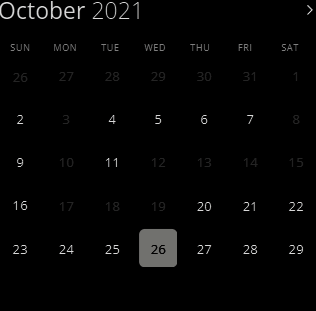 October 2021
SUN MON TUE WED THU FRI SAT
26 27 28 29 30 31 1
2 3 4 5 6 7 8
9 10 11 12 13 14 15
16 17 18 19 20 21 22
23 24 25 26 27 28 29